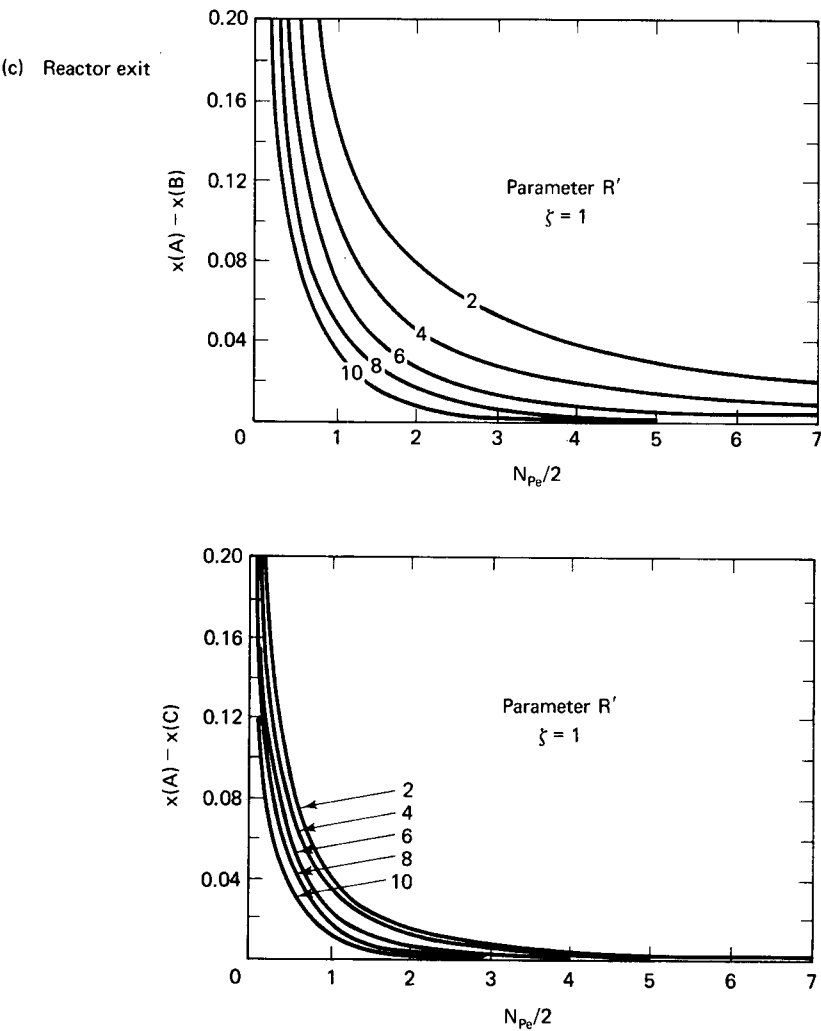 (c) Reactor exit
0.20
0.16
0.12
0.08
0.04
0
x(A) − x(B)
Parameter R′
ζ = 1
2
4
6
8
10
1 2 3 4 5 6 7
N_Pe/2
0.20
0.16
0.12
0.08
0.04
0
x(A) − x(C)
Parameter R′
ζ = 1
2
4
6
8
10
1 2 3 4 5 6 7
N_Pe/2